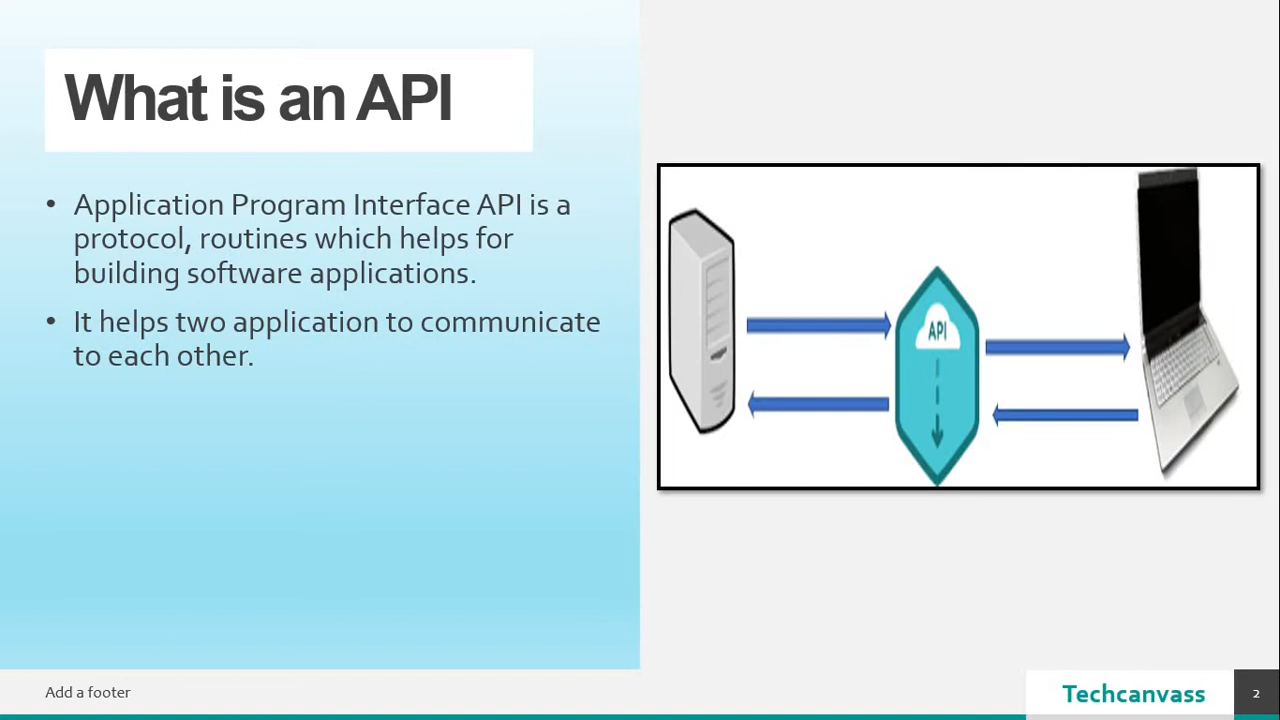 What is an API
• Application Program Interface API is a
protocol, routines which helps for
building software applications.
• It helps two application to communicate
to each other.
API
Add a footer
Techcanvass
2